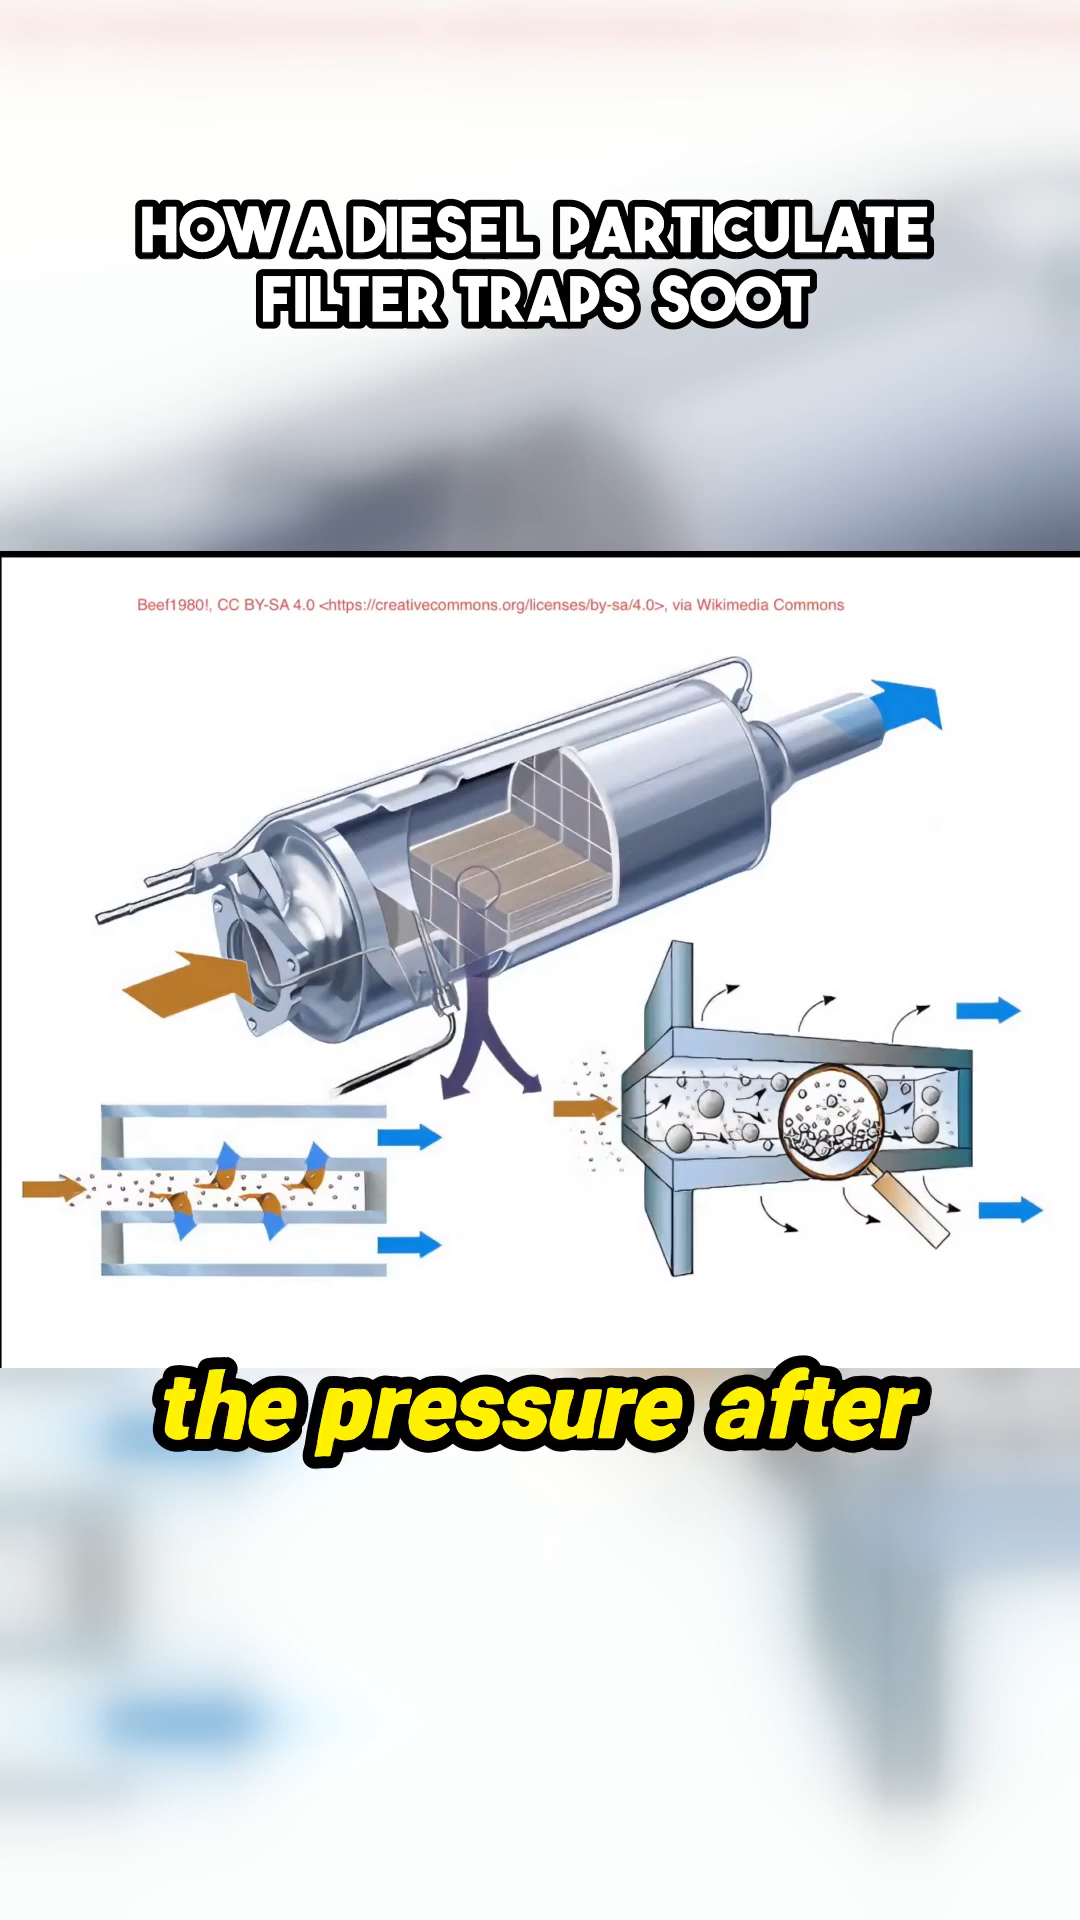 HOW A DIESEL PARTICULATE
FILTER TRAPS SOOT
Beef1980!, CC BY-SA 4.0 <https://creativecommons.org/licenses/by-sa/4.0>, via Wikimedia Commons
the pressure after